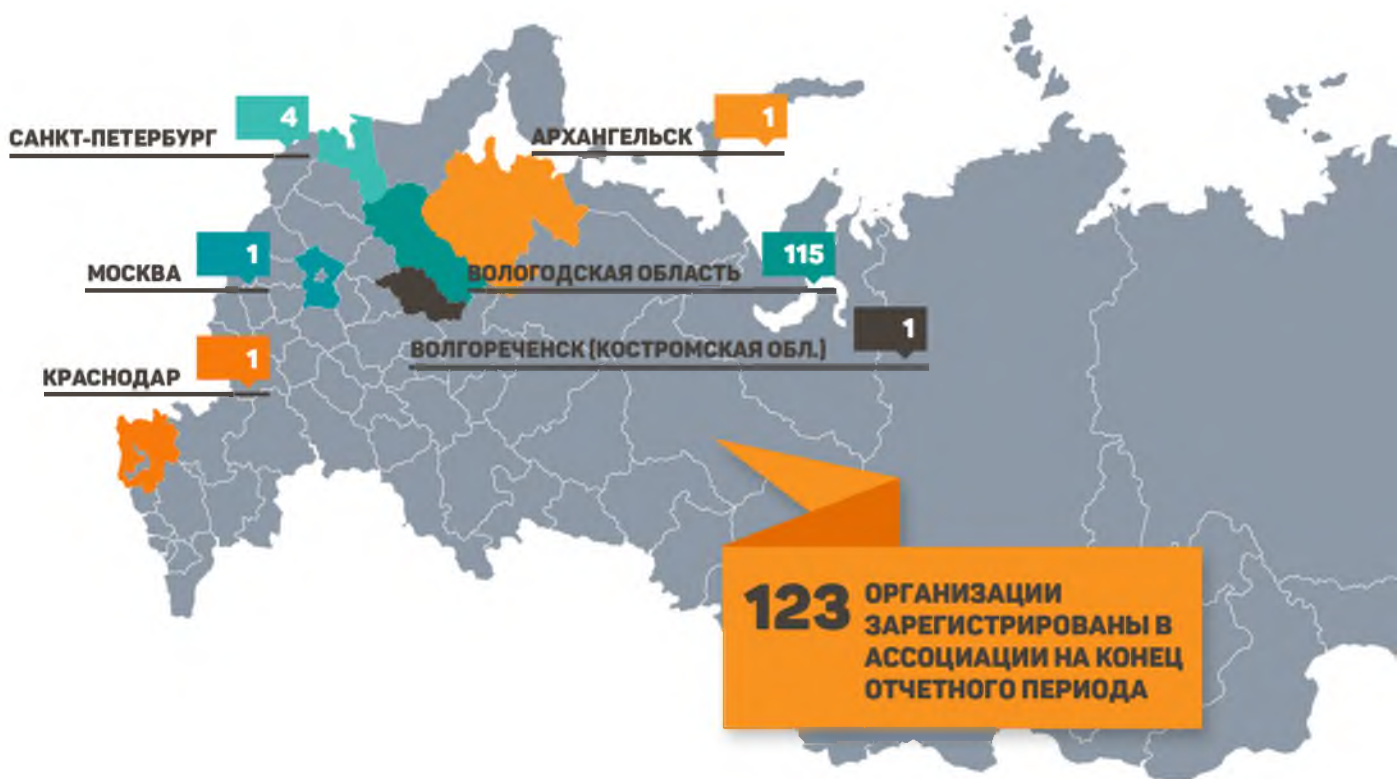 4
САНКТ-ПЕТЕРБУРГ
1
АРХАНГЕЛЬСК
1
МОСКВА
115
ВОЛОГОДСКАЯ ОБЛАСТЬ
1
ВОЛГОРЕЧЕНСК (КОСТРОМСКАЯ ОБЛ.)
1
КРАСНОДАР
123 ОРГАНИЗАЦИИ
ЗАРЕГИСТРИРОВАНЫ В
АССОЦИАЦИИ НА КОНЕЦ
ОТЧЕТНОГО ПЕРИОДА